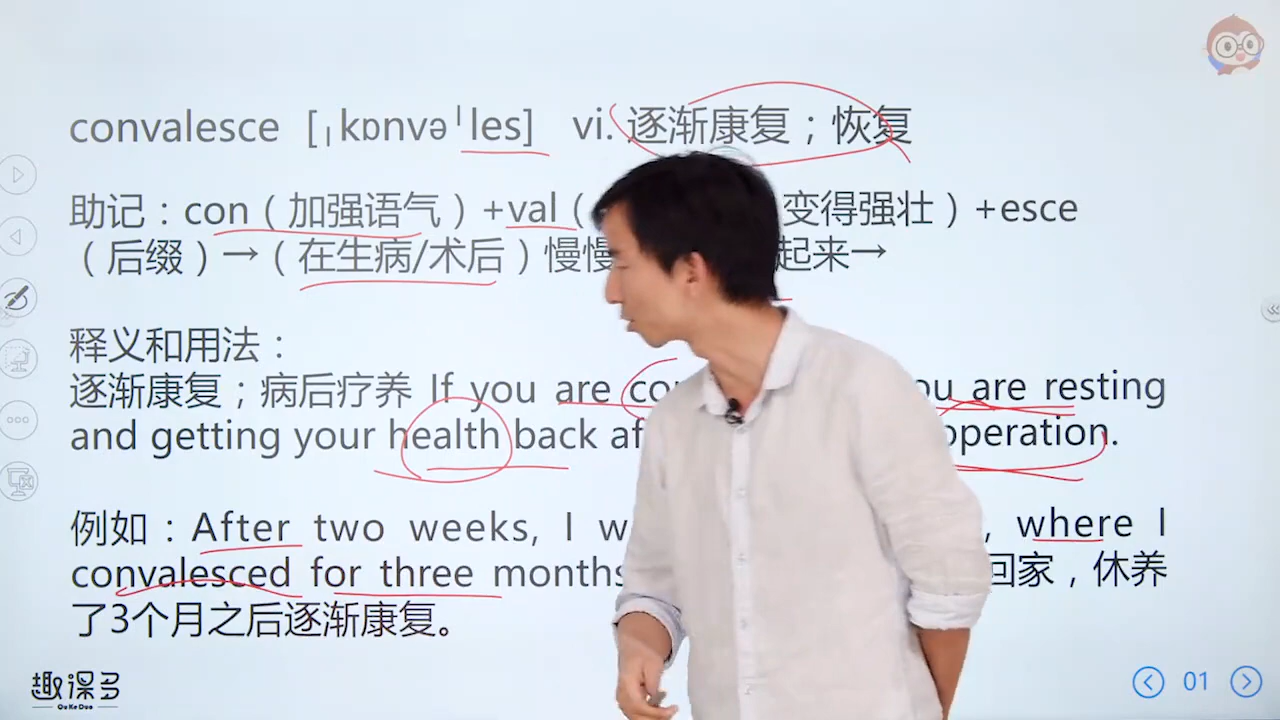 convalesce [ˌkɒnvəˈles] vi. 逐渐康复；恢复
助记：con（加强语气）+val（ 变得强壮）+esce
（后缀）→（在生病/术后）慢慢 起来→
释义和用法：
逐渐康复；病后疗养 If you are are resting
and getting your health back operation.
例如：After two weeks, I , where I
convalesced for three months 回家，休养
了3个月之后逐渐康复。
趣课多
QuKeDuo
01